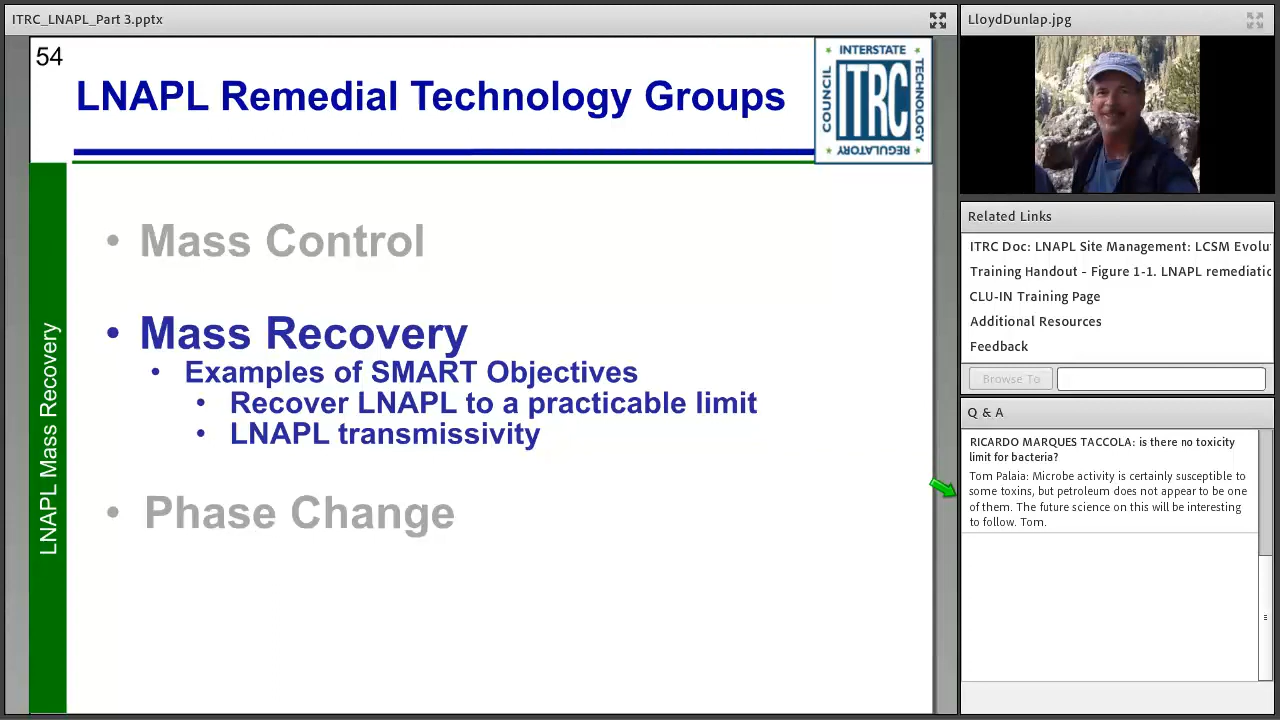 ITRC_LNAPL_Part 3.pptx
54
LNAPL Remedial Technology Groups
INTERSTATE
COUNCIL
ITRC
TECHNOLOGY
REGULATORY
LNAPL Mass Recovery
• Mass Control
• Mass Recovery
• Examples of SMART Objectives
• Recover LNAPL to a practicable limit
• LNAPL transmissivity
• Phase Change
LloydDunlap.jpg
Related Links
ITRC Doc: LNAPL Site Management: LCSM Evolu
Training Handout - Figure 1-1. LNAPL remediatic
CLU-IN Training Page
Additional Resources
Feedback
Browse To
Q & A
RICARDO MARQUES TACCOLA: is there no toxicity
limit for bacteria?
Tom Palaia: Microbe activity is certainly susceptible to
some toxins, but petroleum does not appear to be one
of them. The future science on this will be interesting
to follow. Tom.